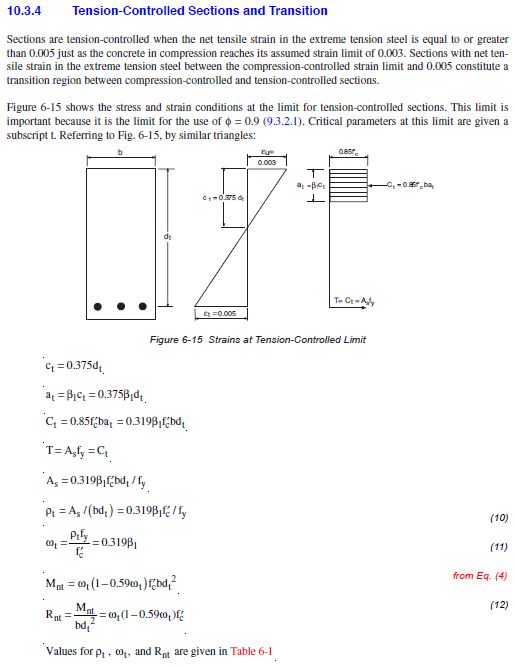 10.3.4 Tension-Controlled Sections and Transition
Sections are tension-controlled when the net tensile strain in the extreme tension steel is equal to or greater
than 0.005 just as the concrete in compression reaches its assumed strain limit of 0.003. Sections with net ten-
sile strain in the extreme tension steel between the compression-controlled strain limit and 0.005 constitute a
transition region between compression-controlled and tension-controlled sections.
Figure 6-15 shows the stress and strain conditions at the limit for tension-controlled sections. This limit is
important because it is the limit for the use of ϕ = 0.9 (9.3.2.1). Critical parameters at this limit are given a
subscript t. Referring to Fig. 6-15, by similar triangles:
b
εu=
0.003
0.85f'c
ct = 0.375 dt
at =β1ct
Ct = 0.85f'c bat
dt
T= Ct = Asfy
εt =0.005
Figure 6-15 Strains at Tension-Controlled Limit
ct = 0.375dt
at = β1ct = 0.375β1dt
Ct = 0.85f'cbat = 0.319β1f'cbdt
T= Asfy = Ct
As = 0.319β1f'cbdt / fy
ρt = As /(bdt) = 0.319β1f'c / fy (10)
ωt = ρtfy / f'c = 0.319β1 (11)
Mnt = ωt (1 – 0.59ωt) f'cbdt² from Eq. (4)
Rnt = Mnt / bdt² = ωt (1 – 0.59ωt) f'c (12)
Values for ρt , ωt, and Rnt are given in Table 6-1